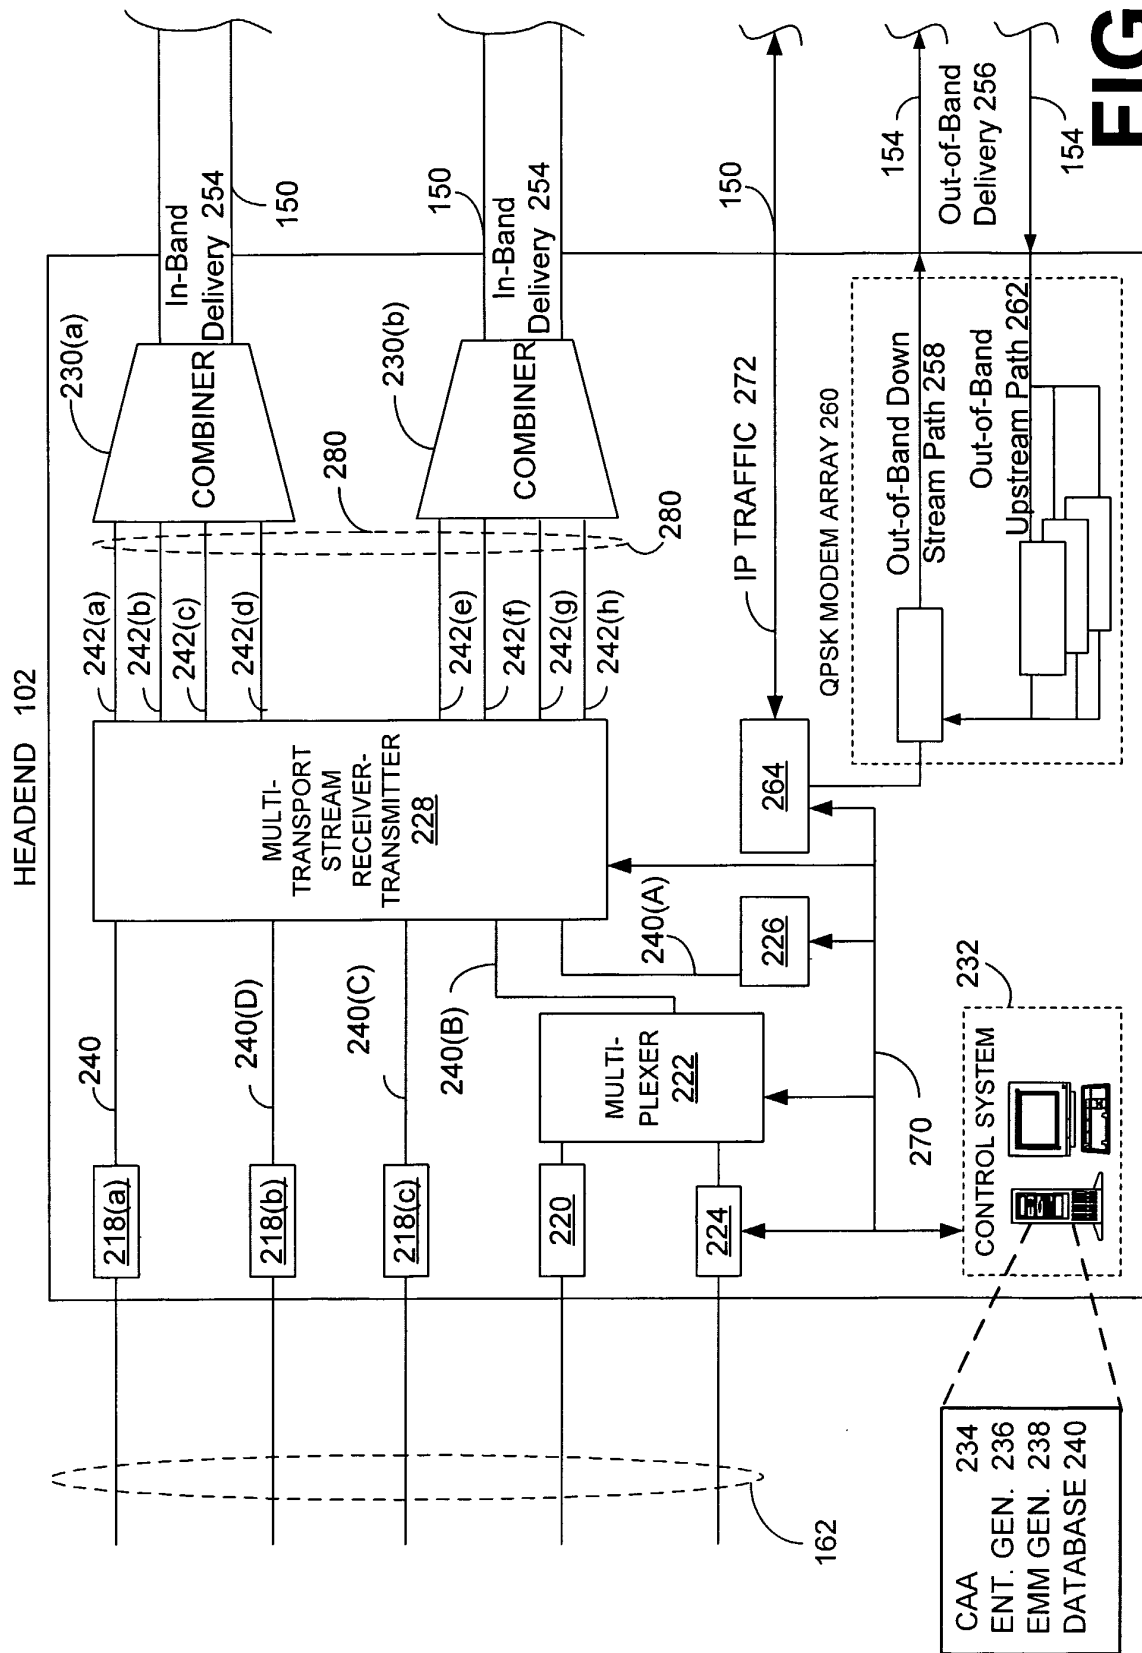 HEADEND 102
218(a)
218(b)
218(c)
220
224
162
240
240(D)
240(C)
240(B)
240(A)
MULTI-
PLEXER
222
226
264
270
MULTI-
TRANSPORT
STREAM
RECEIVER-
TRANSMITTER
228
242(a)
242(b)
242(c)
242(d)
242(e)
242(f)
242(g)
242(h)
280
280
230(a)
COMBINER
230(b)
COMBINER
In-Band
Delivery 254
150
150
In-Band
Delivery 254
IP TRAFFIC 272
150
QPSK MODEM ARRAY 260
Out-of-Band Down
Stream Path 258
Out-of-Band
Upstream Path 262
154
Out-of-Band
Delivery 256
154
CONTROL SYSTEM
232
CAA 234
ENT. GEN. 236
EMM GEN. 238
DATABASE 240
FIG